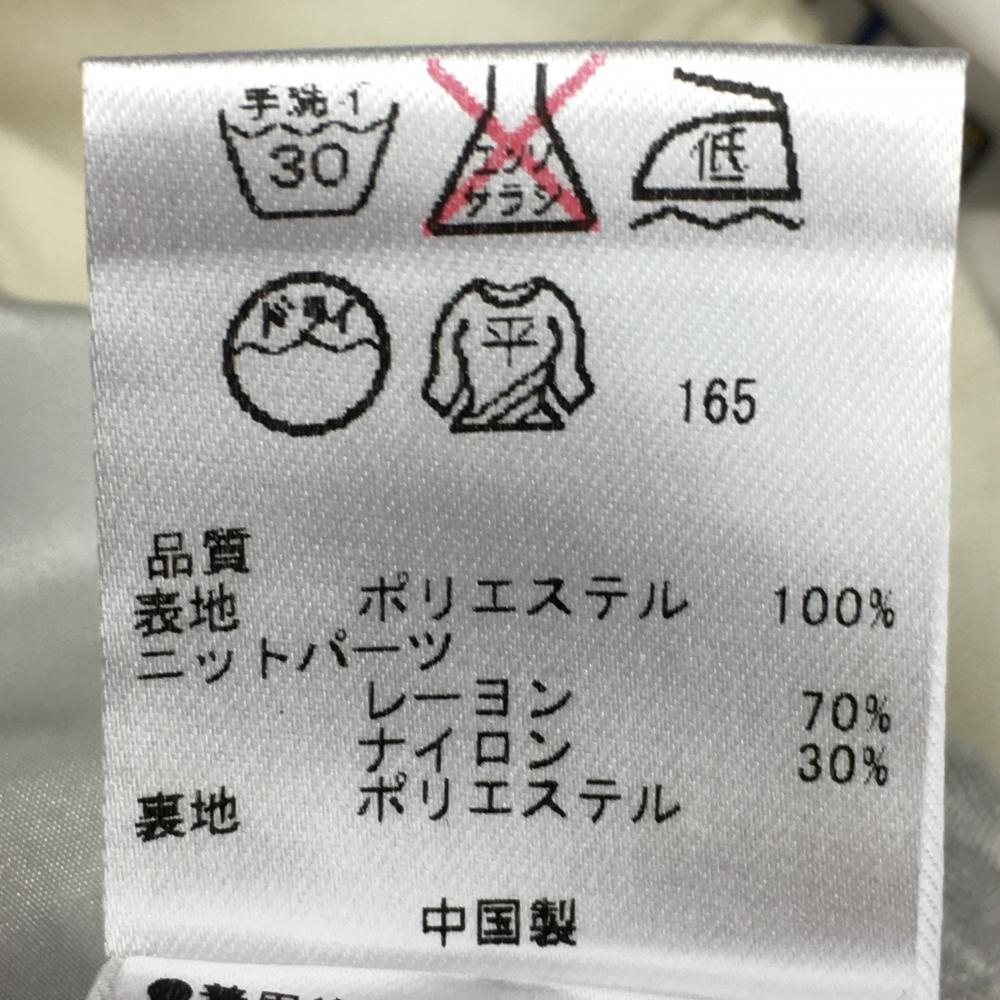 手洗イ
30
エンソ
サラシ
低
ドライ
平
165
品質
表地 ポリエステル 100%
ニットパーツ
レーヨン 70%
ナイロン 30%
裏地 ポリエステル
中国製